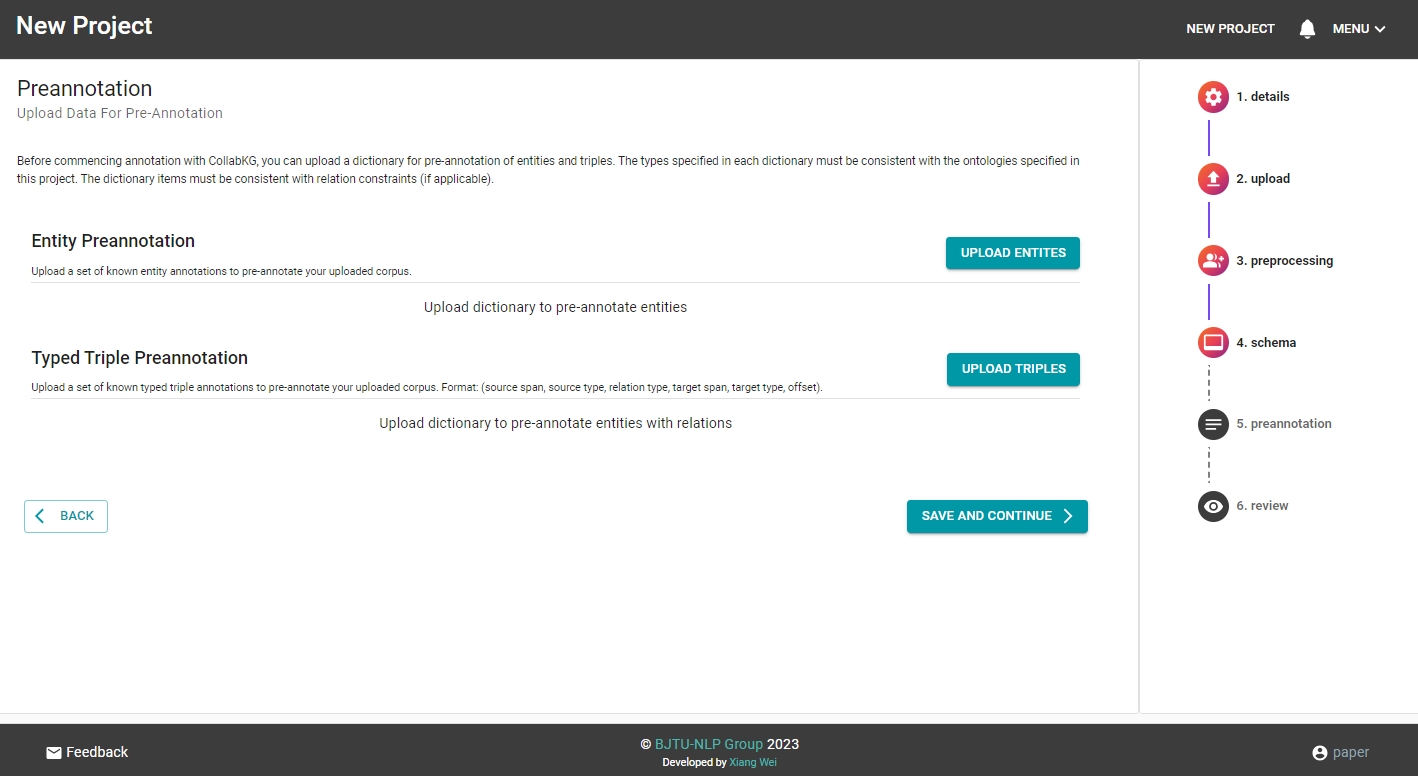 New Project
NEW PROJECT
MENU
Preannotation
Upload Data For Pre-Annotation
Before commencing annotation with CollabKG, you can upload a dictionary for pre-annotation of entities and triples. The types specified in each dictionary must be consistent with the ontologies specified in
this project. The dictionary items must be consistent with relation constraints (if applicable).
Entity Preannotation
Upload a set of known entity annotations to pre-annotate your uploaded corpus.
UPLOAD ENTITES
Upload dictionary to pre-annotate entities
Typed Triple Preannotation
Upload a set of known typed triple annotations to pre-annotate your uploaded corpus. Format: (source span, source type, relation type, target span, target type, offset).
UPLOAD TRIPLES
Upload dictionary to pre-annotate entities with relations
BACK
SAVE AND CONTINUE
1. details
2. upload
3. preprocessing
4. schema
5. preannotation
6. review
Feedback
© BJTU-NLP Group 2023
Developed by Xiang Wei
paper